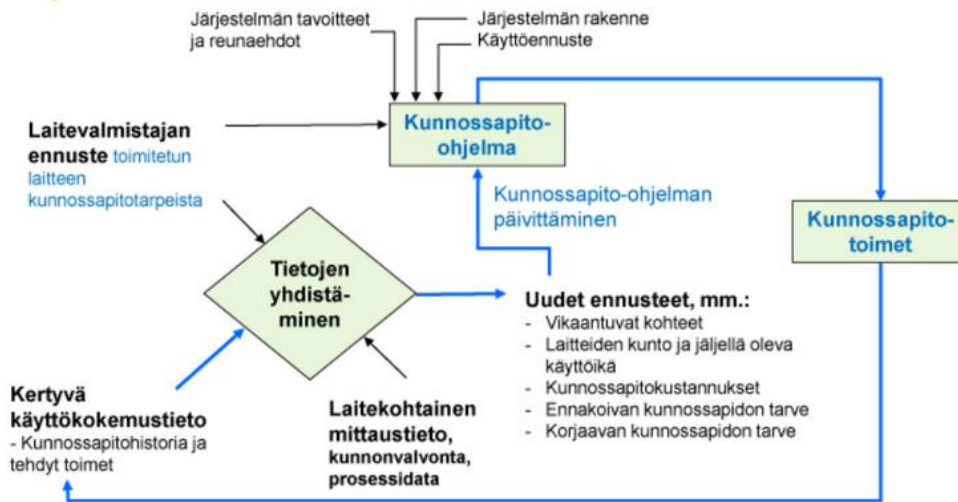 Järjestelmän tavoitteet
ja reunaehdot
Järjestelmän rakenne
Käyttöennuste
Laitevalmistajan
ennuste toimitetun
laitteen
kunnossapitotarpeista
Kunnossapito-
ohjelma
Kunnossapito-ohjelman
päivittäminen
Kunnossapito-
toimet
Tietojen
yhdistä-
minen
Uudet ennusteet, mm.:
- Vikaantuvat kohteet
- Laitteiden kunto ja jäljellä oleva
käyttöikä
- Kunnossapitokustannukset
- Ennakoivan kunnossapidon tarve
- Korjaavan kunnossapidon tarve
Kertyvä
käyttökokemustieto
- Kunnossapitohistoria ja
tehdyt toimet
Laitekohtainen
mittaustieto,
kunnonvalvonta,
prosessidata